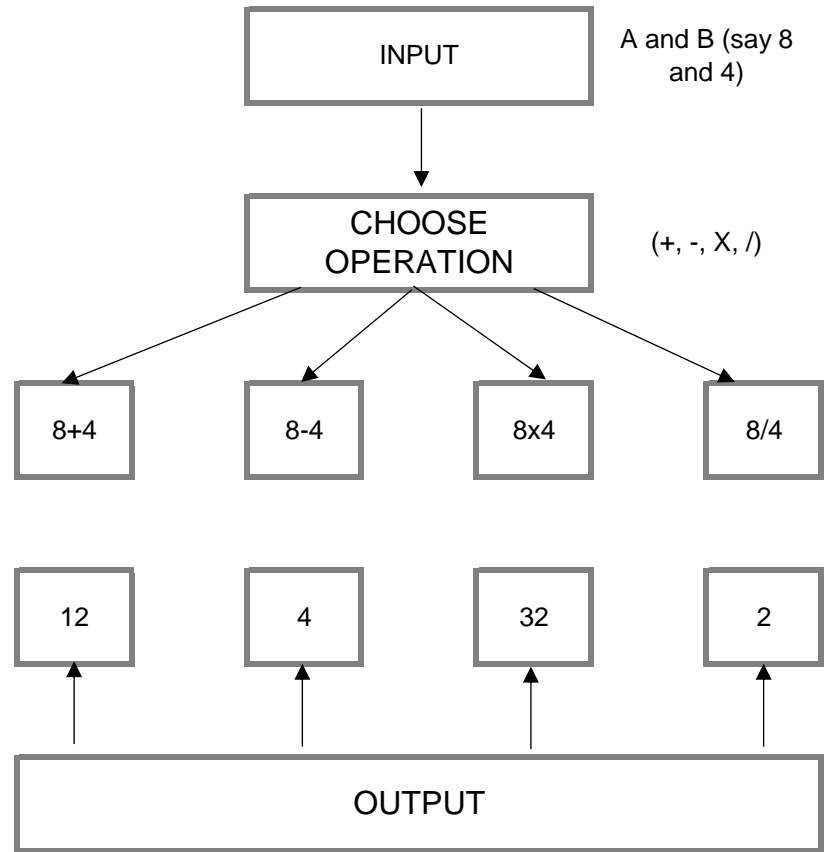 INPUT
A and B (say 8
and 4)
CHOOSE
OPERATION
(+, -, X, /)
8+4
8-4
8x4
8/4
12
4
32
2
OUTPUT